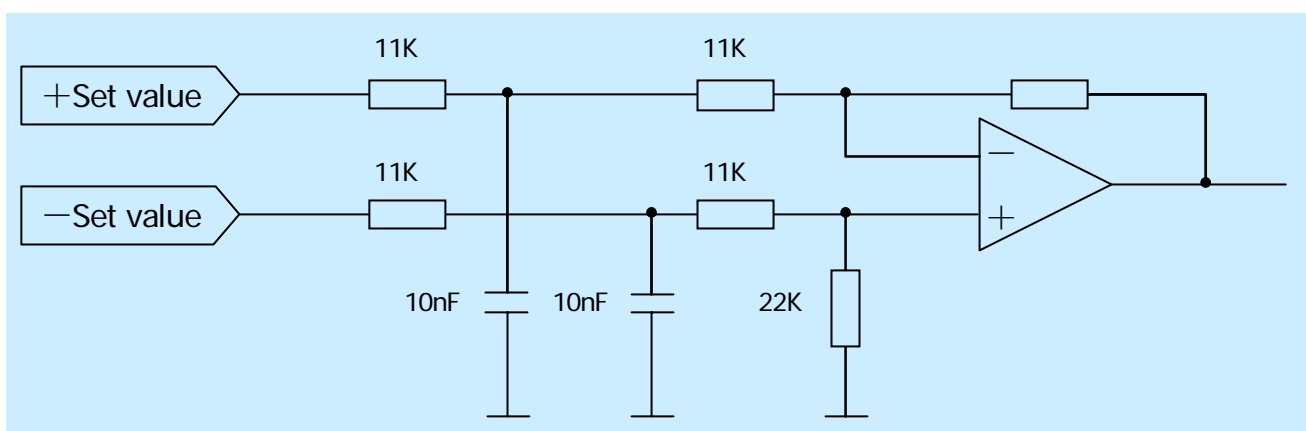 11K 11K
+Set value
11K 11K
-Set value
10nF 10nF 22K
− 
+